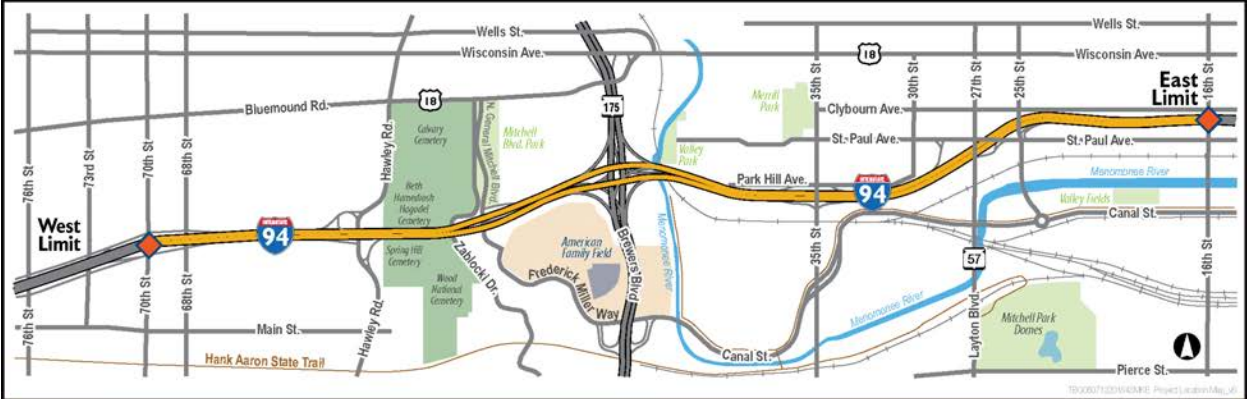 Wells St.
Wells St.
Wisconsin Ave.
18
Wisconsin Ave.
East
Limit
16th St
35th St
30th St
27th St
25th St
Merrill
Park
Clybourn Ave.
Bluemound Rd.
18
175
N. General Mitchell Blvd.
Mitchell
Blvd. Park
Calvary
Cemetery
Hawley Rd.
St. Paul Ave.
St. Paul Ave.
Valley
Park
76th St
73rd St
70th St
68th St
Park Hill Ave.
INTERSTATE
94
Menomonee River
Valley Fields
Canal St.
Beth
Hamedrosh
Hagodel
Cemetery
West
Limit
INTERSTATE
94
Spring Hill
Cemetery
Wood
National
Cemetery
Zablocki Dr.
American
Family Field
Frederick Miller Way
Brewers Blvd
Menomonee River
35th St
57
16th St
76th St
70th St
68th St
Main St.
Hawley Rd.
Menomonee River
Layton Blvd.
Mitchell Park
Domes
Hank Aaron State Trail
Canal St.
Pierce St.